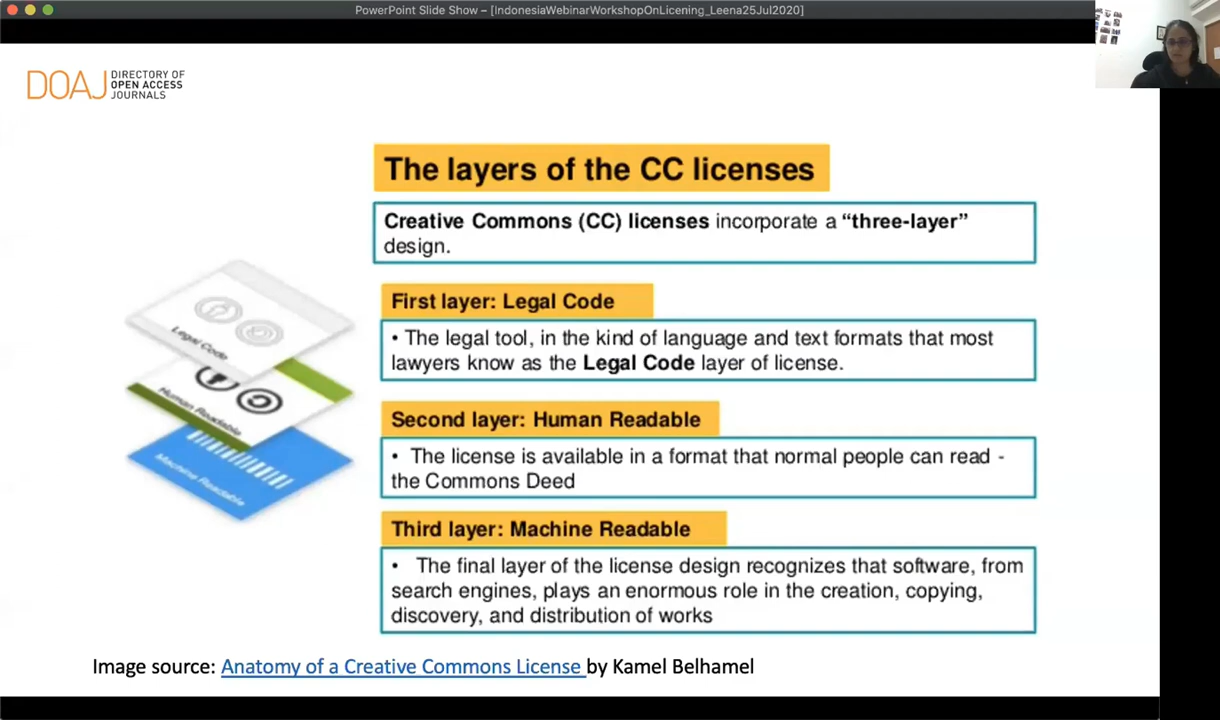 PowerPoint Slide Show – [IndonesiaWebinarWorkshopOnLicening_Leena25Jul2020]
DOAJ
DIRECTORY OF
OPEN ACCESS
JOURNALS
The layers of the CC licenses
Creative Commons (CC) licenses incorporate a “three-layer”
design.
Legal Code
Human Readable
Machine Readable
First layer: Legal Code
• The legal tool, in the kind of language and text formats that most
lawyers know as the Legal Code layer of license.
Second layer: Human Readable
• The license is available in a format that normal people can read -
the Commons Deed
Third layer: Machine Readable
• The final layer of the license design recognizes that software, from
search engines, plays an enormous role in the creation, copying,
discovery, and distribution of works
Image source: Anatomy of a Creative Commons License by Kamel Belhamel